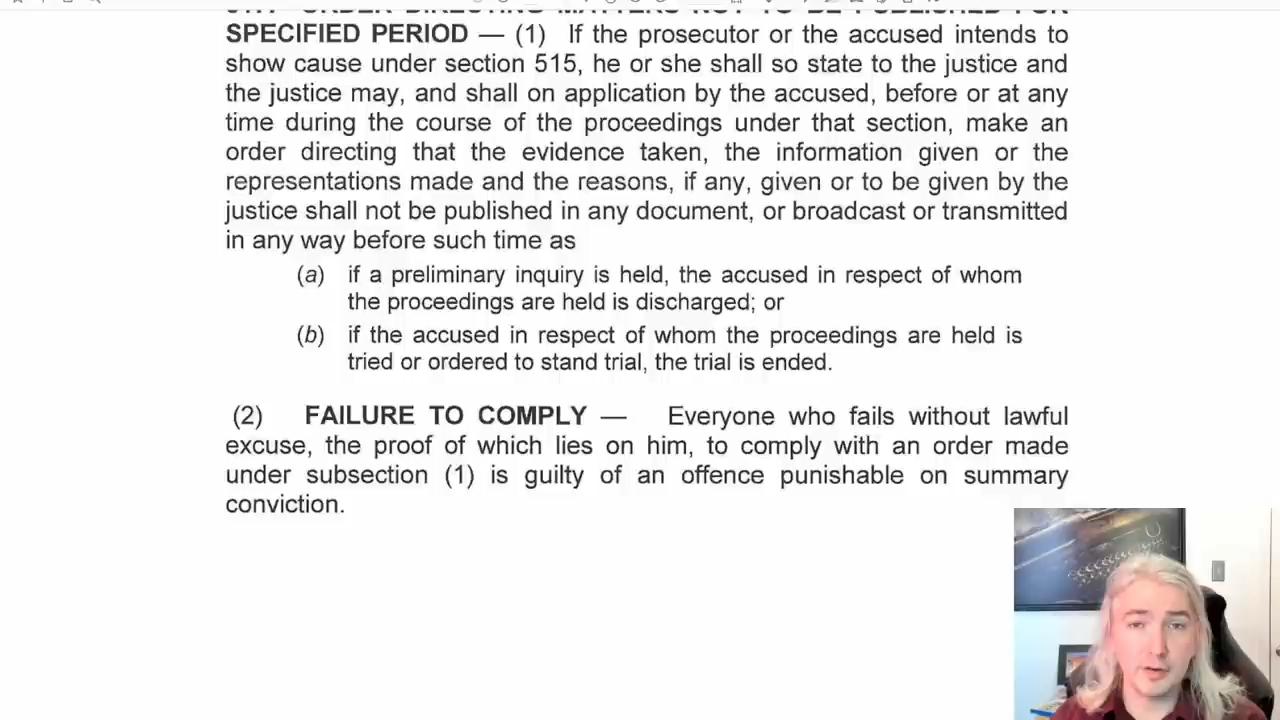 ORDER DIRECTING MATTERS NOT TO BE PUBLISHED FOR
SPECIFIED PERIOD — (1) If the prosecutor or the accused intends to
show cause under section 515, he or she shall so state to the justice and
the justice may, and shall on application by the accused, before or at any
time during the course of the proceedings under that section, make an
order directing that the evidence taken, the information given or the
representations made and the reasons, if any, given or to be given by the
justice shall not be published in any document, or broadcast or transmitted
in any way before such time as
(a) if a preliminary inquiry is held, the accused in respect of whom
the proceedings are held is discharged; or
(b) if the accused in respect of whom the proceedings are held is
tried or ordered to stand trial, the trial is ended.
(2) FAILURE TO COMPLY — Everyone who fails without lawful
excuse, the proof of which lies on him, to comply with an order made
under subsection (1) is guilty of an offence punishable on summary
conviction.